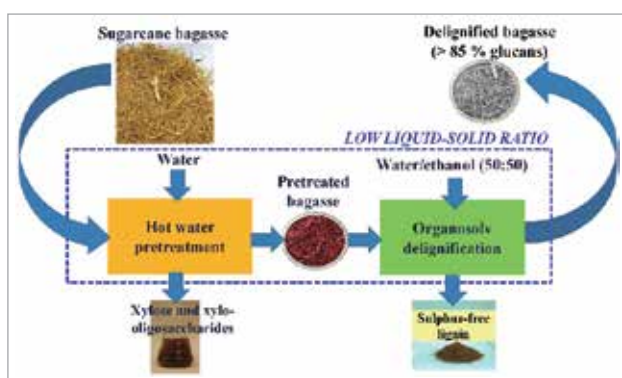 Sugarcane bagasse
Delignified bagasse
(> 85 % glucans)
LOW LIQUID-SOLID RATIO
Water
Water/ethanol (50:50)
Pretreated
bagasse
Hot water
pretreatment
Organosolv
delignification
Xylose and xylo-
oligosaccharides
Sulphur-free
lignin